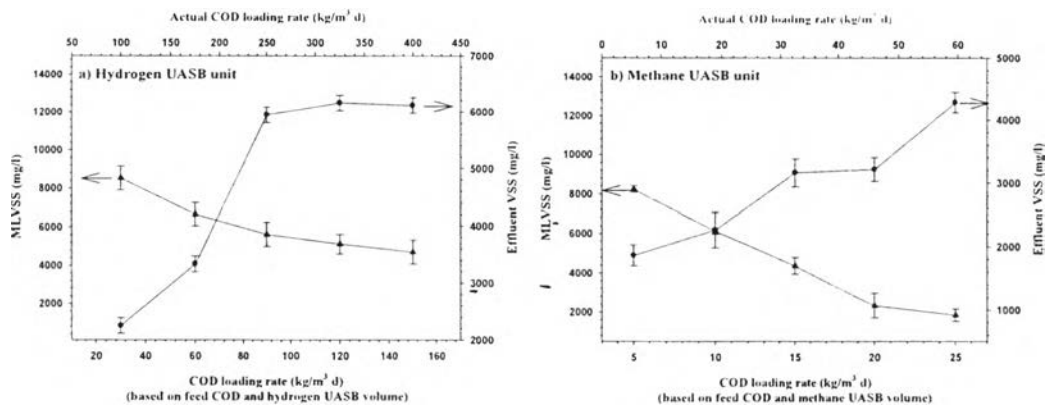 Actual COD loading rate (kg/m³ d)
50 100 150 200 250 300 350 400 450
a) Hydrogen UASB unit
MLVSS (mg/l)
14000
12000
10000
8000
6000
4000
2000
7000
6000
5000
4000
3000
2000
Effluent VSS (mg/l)
20 40 60 80 100 120 140 160
COD loading rate (kg/m³ d)
(based on feed COD and hydrogen UASB volume)
Actual COD loading rate (kg/m³ d)
0 10 20 30 40 50 60
b) Methane UASB unit
MLVSS (mg/l)
14000
12000
10000
8000
6000
4000
2000
5000
4000
3000
2000
1000
Effluent VSS (mg/l)
5 10 15 20 25
COD loading rate (kg/m³ d)
(based on feed COD and methane UASB volume)